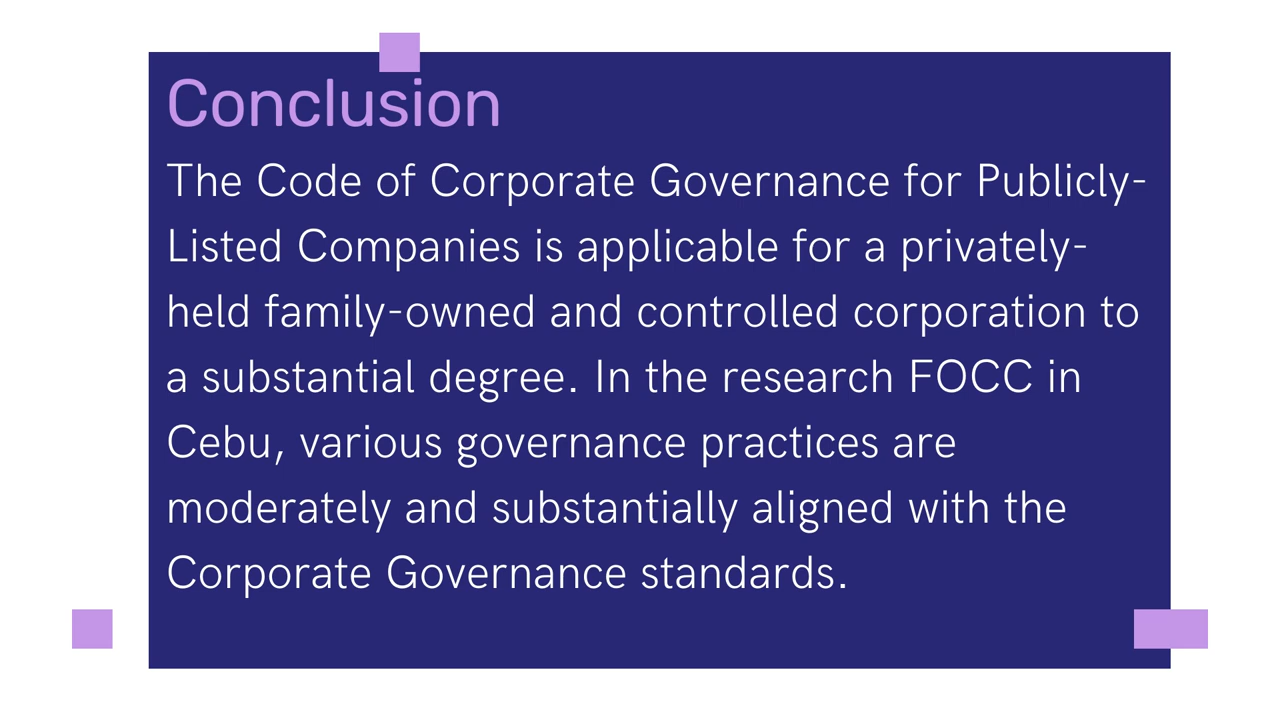 Conclusion
The Code of Corporate Governance for Publicly-
Listed Companies is applicable for a privately-
held family-owned and controlled corporation to
a substantial degree. In the research FOCC in
Cebu, various governance practices are
moderately and substantially aligned with the
Corporate Governance standards.